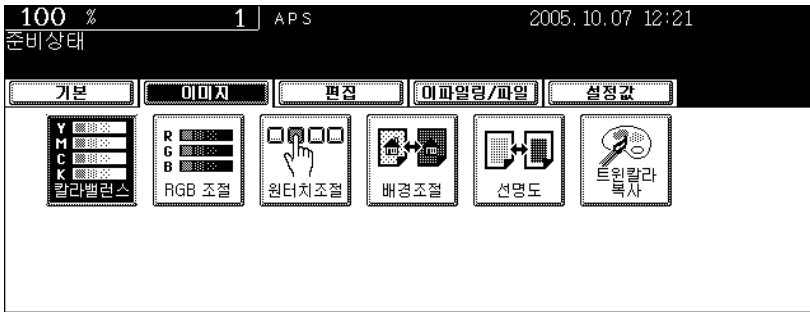 100 % 1 APS 2005.10.07 12:21
준비상태
기본 이미지 편집 이파일링/파일 설정값
Y
M
C
K
칼라밸런스
R
G
B
RGB 조절
원터치조절
배경조절
선명도
트윈칼라
복사